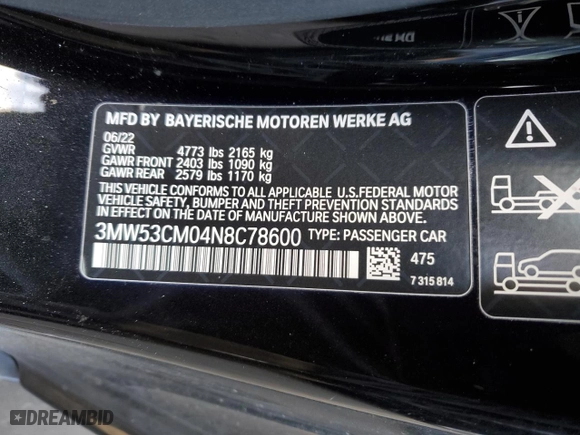 MFD BY BAYERISCHE MOTOREN WERKE AG
06/22
GVWR 4773 lbs 2165 kg
GAWR FRONT 2403 lbs 1090 kg
GAWR REAR 2579 lbs 1170 kg
THIS VEHICLE CONFORMS TO ALL APPLICABLE U.S.FEDERAL MOTOR
VEHICLE SAFETY, BUMPER AND THEFT PREVENTION STANDARDS
IN EFFECT ON THE DATE OF MANUFACTURE SHOWN ABOVE.
3MW53CM04N8C78600 TYPE: PASSENGER CAR
475
7 315 814
DREAMBID